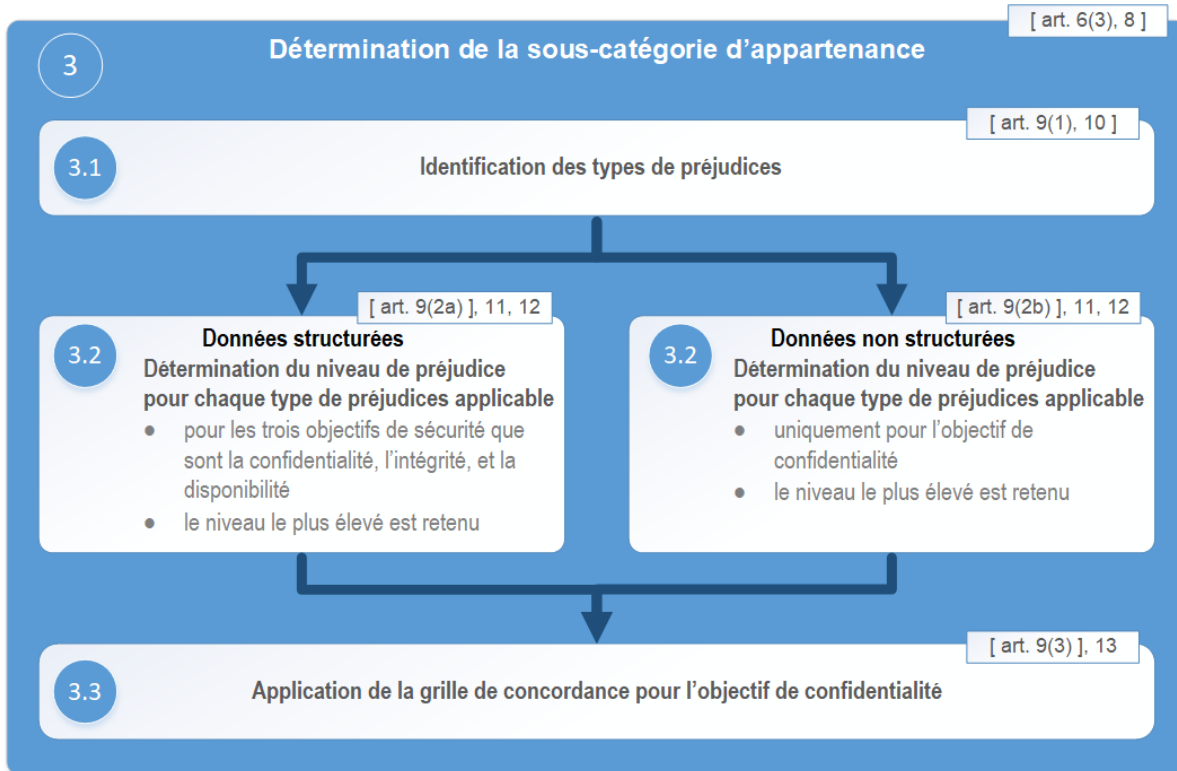 [ art. 6(3), 8 ]
3
Détermination de la sous-catégorie d’appartenance
[ art. 9(1), 10 ]
3.1
Identification des types de préjudices
[ art. 9(2a) ], 11, 12
3.2
Données structurées
Détermination du niveau de préjudice
pour chaque type de préjudices applicable
● pour les trois objectifs de sécurité que
sont la confidentialité, l’intégrité, et la
disponibilité
● le niveau le plus élevé est retenu
[ art. 9(2b) ], 11, 12
3.2
Données non structurées
Détermination du niveau de préjudice
pour chaque type de préjudices applicable
● uniquement pour l’objectif de
confidentialité
● le niveau le plus élevé est retenu
[ art. 9(3) ], 13
3.3
Application de la grille de concordance pour l’objectif de confidentialité